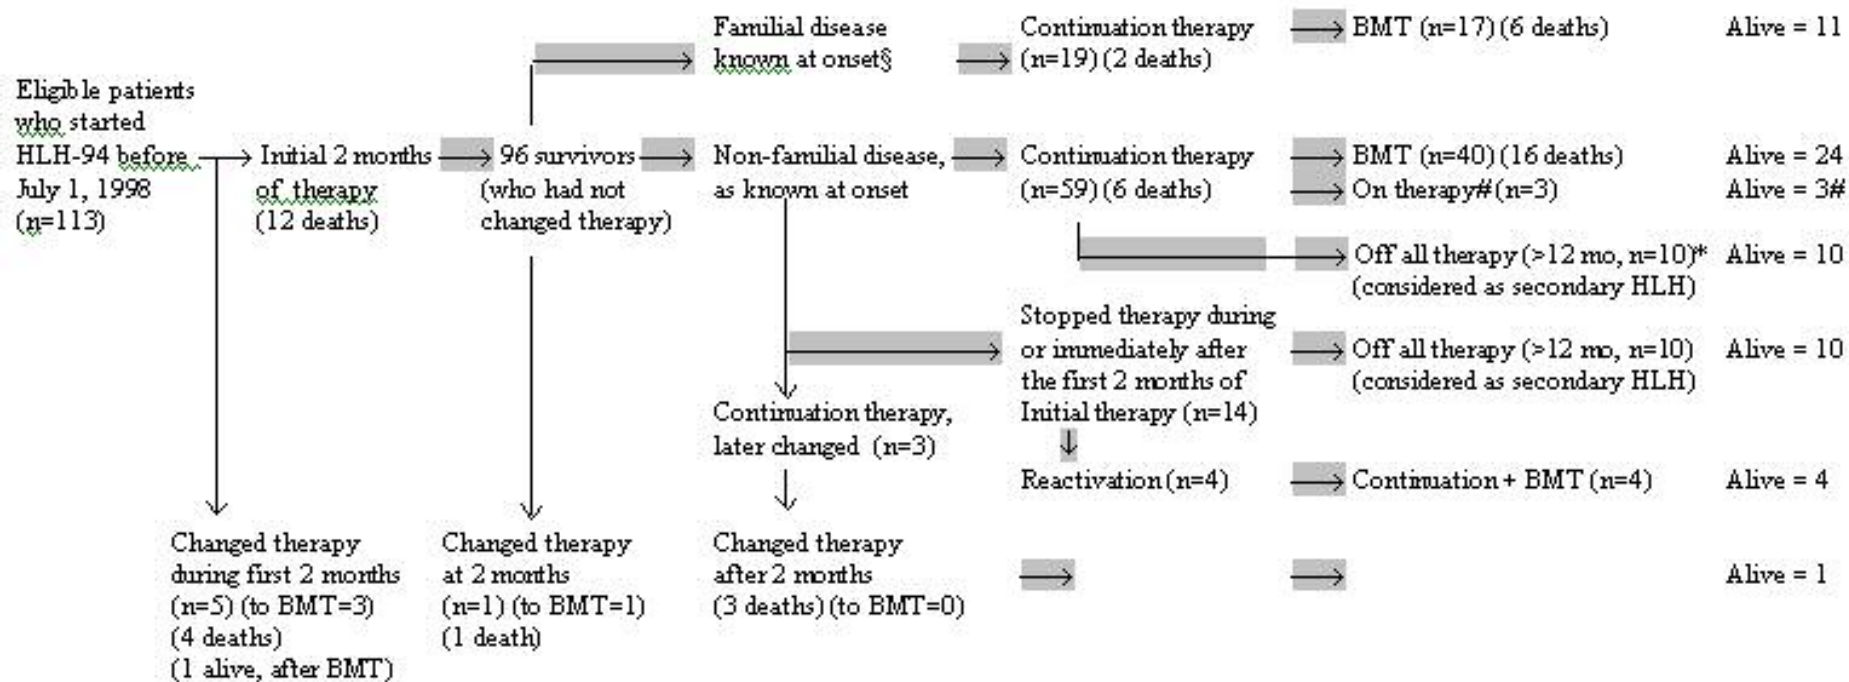 Eligible patients
who started
HLH-94 before
July 1, 1998
(n=113)
Initial 2 months
of therapy
(12 deaths)
96 survivors
(who had not
changed therapy)
Familial disease
known at onset§
Continuation therapy
(n=19) (2 deaths)
BMT (n=17) (6 deaths)
Alive = 11
Non-familial disease,
as known at onset
Continuation therapy
(n=59) (6 deaths)
BMT (n=40) (16 deaths)
Alive = 24
On therapy# (n=3)
Alive = 3#
Off all therapy (>12 mo, n=10)*
(considered as secondary HLH)
Alive = 10
Stopped therapy during
or immediately after
the first 2 months of
Initial therapy (n=14)
Off all therapy (>12 mo, n=10)
(considered as secondary HLH)
Alive = 10
Continuation therapy,
later changed (n=3)
Reactivation (n=4)
Continuation + BMT (n=4)
Alive = 4
Changed therapy
during first 2 months
(n=5) (to BMT=3)
(4 deaths)
(1 alive, after BMT)
Changed therapy
at 2 months
(n=1) (to BMT=1)
(1 death)
Changed therapy
after 2 months
(3 deaths) (to BMT=0)
Alive = 1